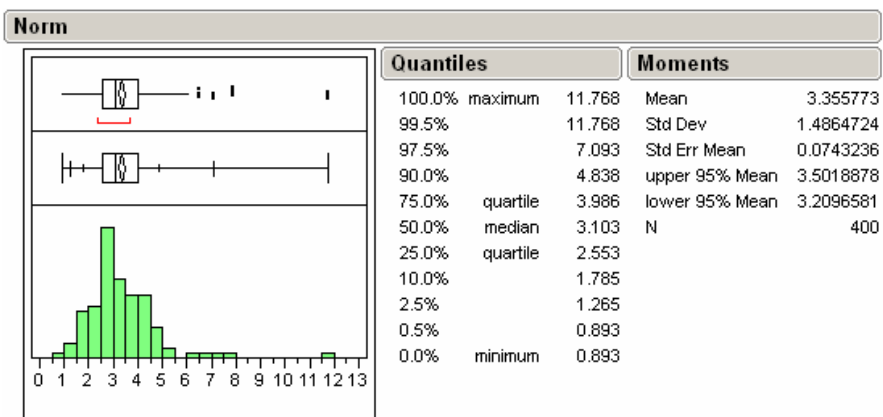 Norm
0 1 2 3 4 5 6 7 8 9 10 11 12 13
Quantiles
100.0% maximum 11.768
99.5% 11.768
97.5% 7.093
90.0% 4.838
75.0% quartile 3.986
50.0% median 3.103
25.0% quartile 2.553
10.0% 1.785
2.5% 1.265
0.5% 0.893
0.0% minimum 0.893
Moments
Mean 3.355773
Std Dev 1.4864724
Std Err Mean 0.0743236
upper 95% Mean 3.5018878
lower 95% Mean 3.2096581
N 400